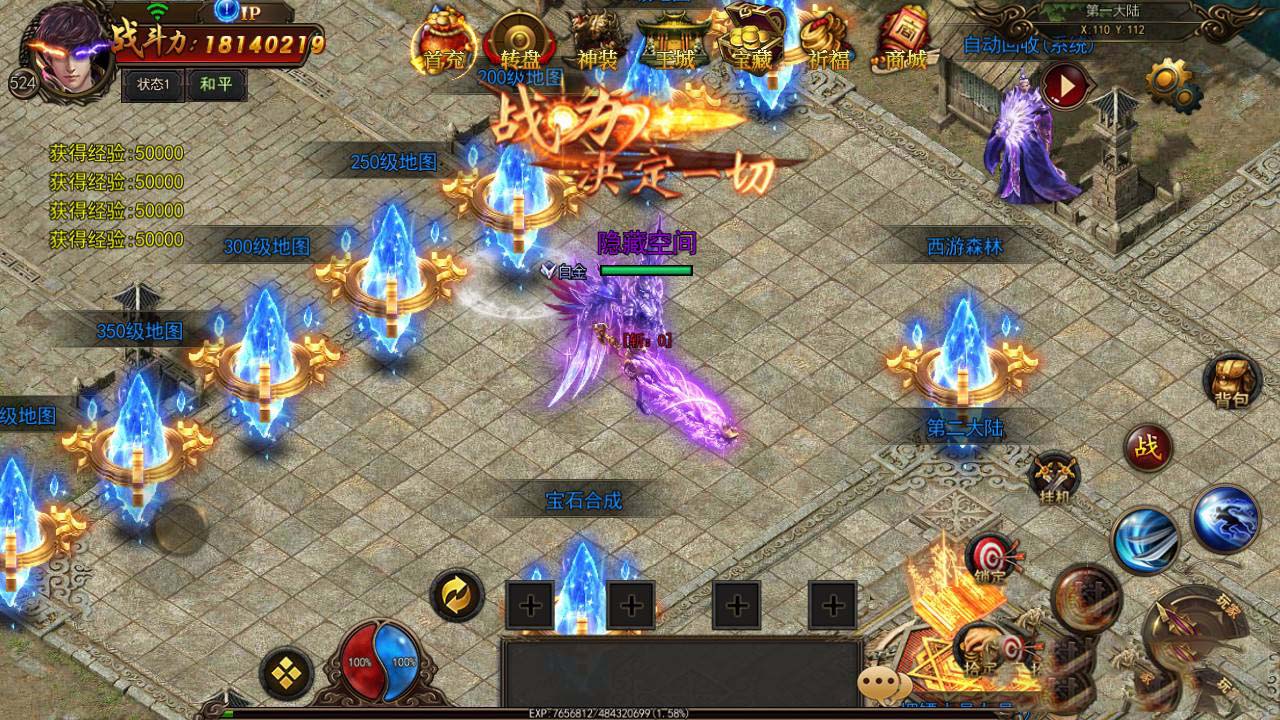 战斗力:18140219
IP
524
状态1
和平
首充
转盘
神装
王城
宝藏
祈福
商城
第一大陆
X:110 Y:112
自动回收(系统)
200级地图
战力
决定一切
获得经验:50000
获得经验:50000
获得经验:50000
获得经验:50000
250级地图
300级地图
350级地图
级地图
隐藏空间
白金
西游森林
第二大陆
宝石合成
背包
战
挂机
锁定
玩家
100%
100%
EXP:7656812/484320699(1.58%)